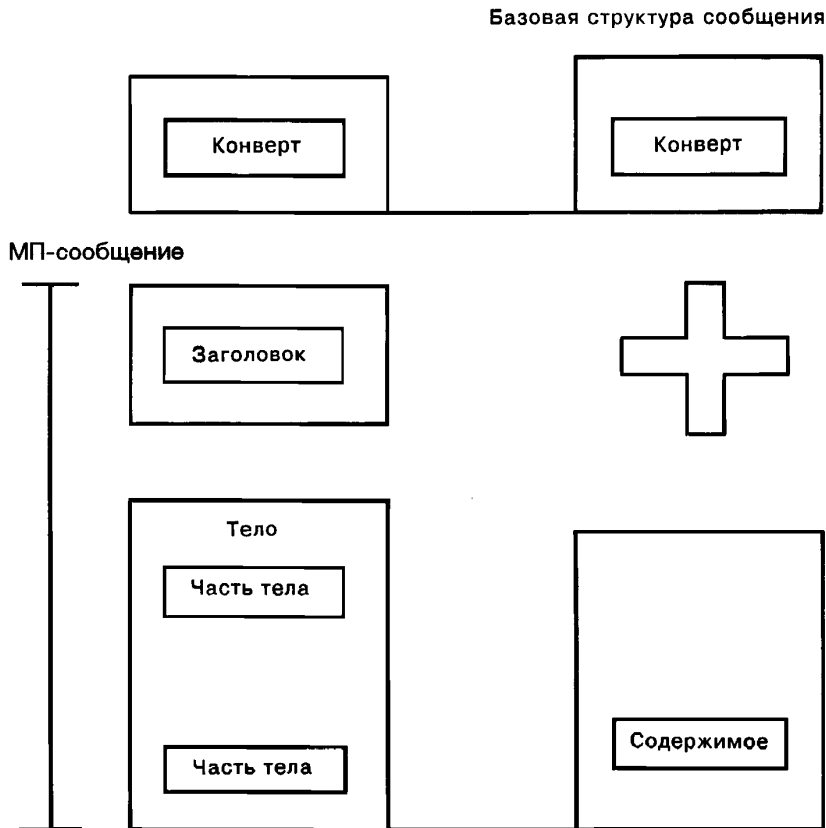 Базовая структура сообщения
Конверт
Конверт
МП-сообщение
Заголовок
Тело
Часть тела
Часть тела
Содержимое